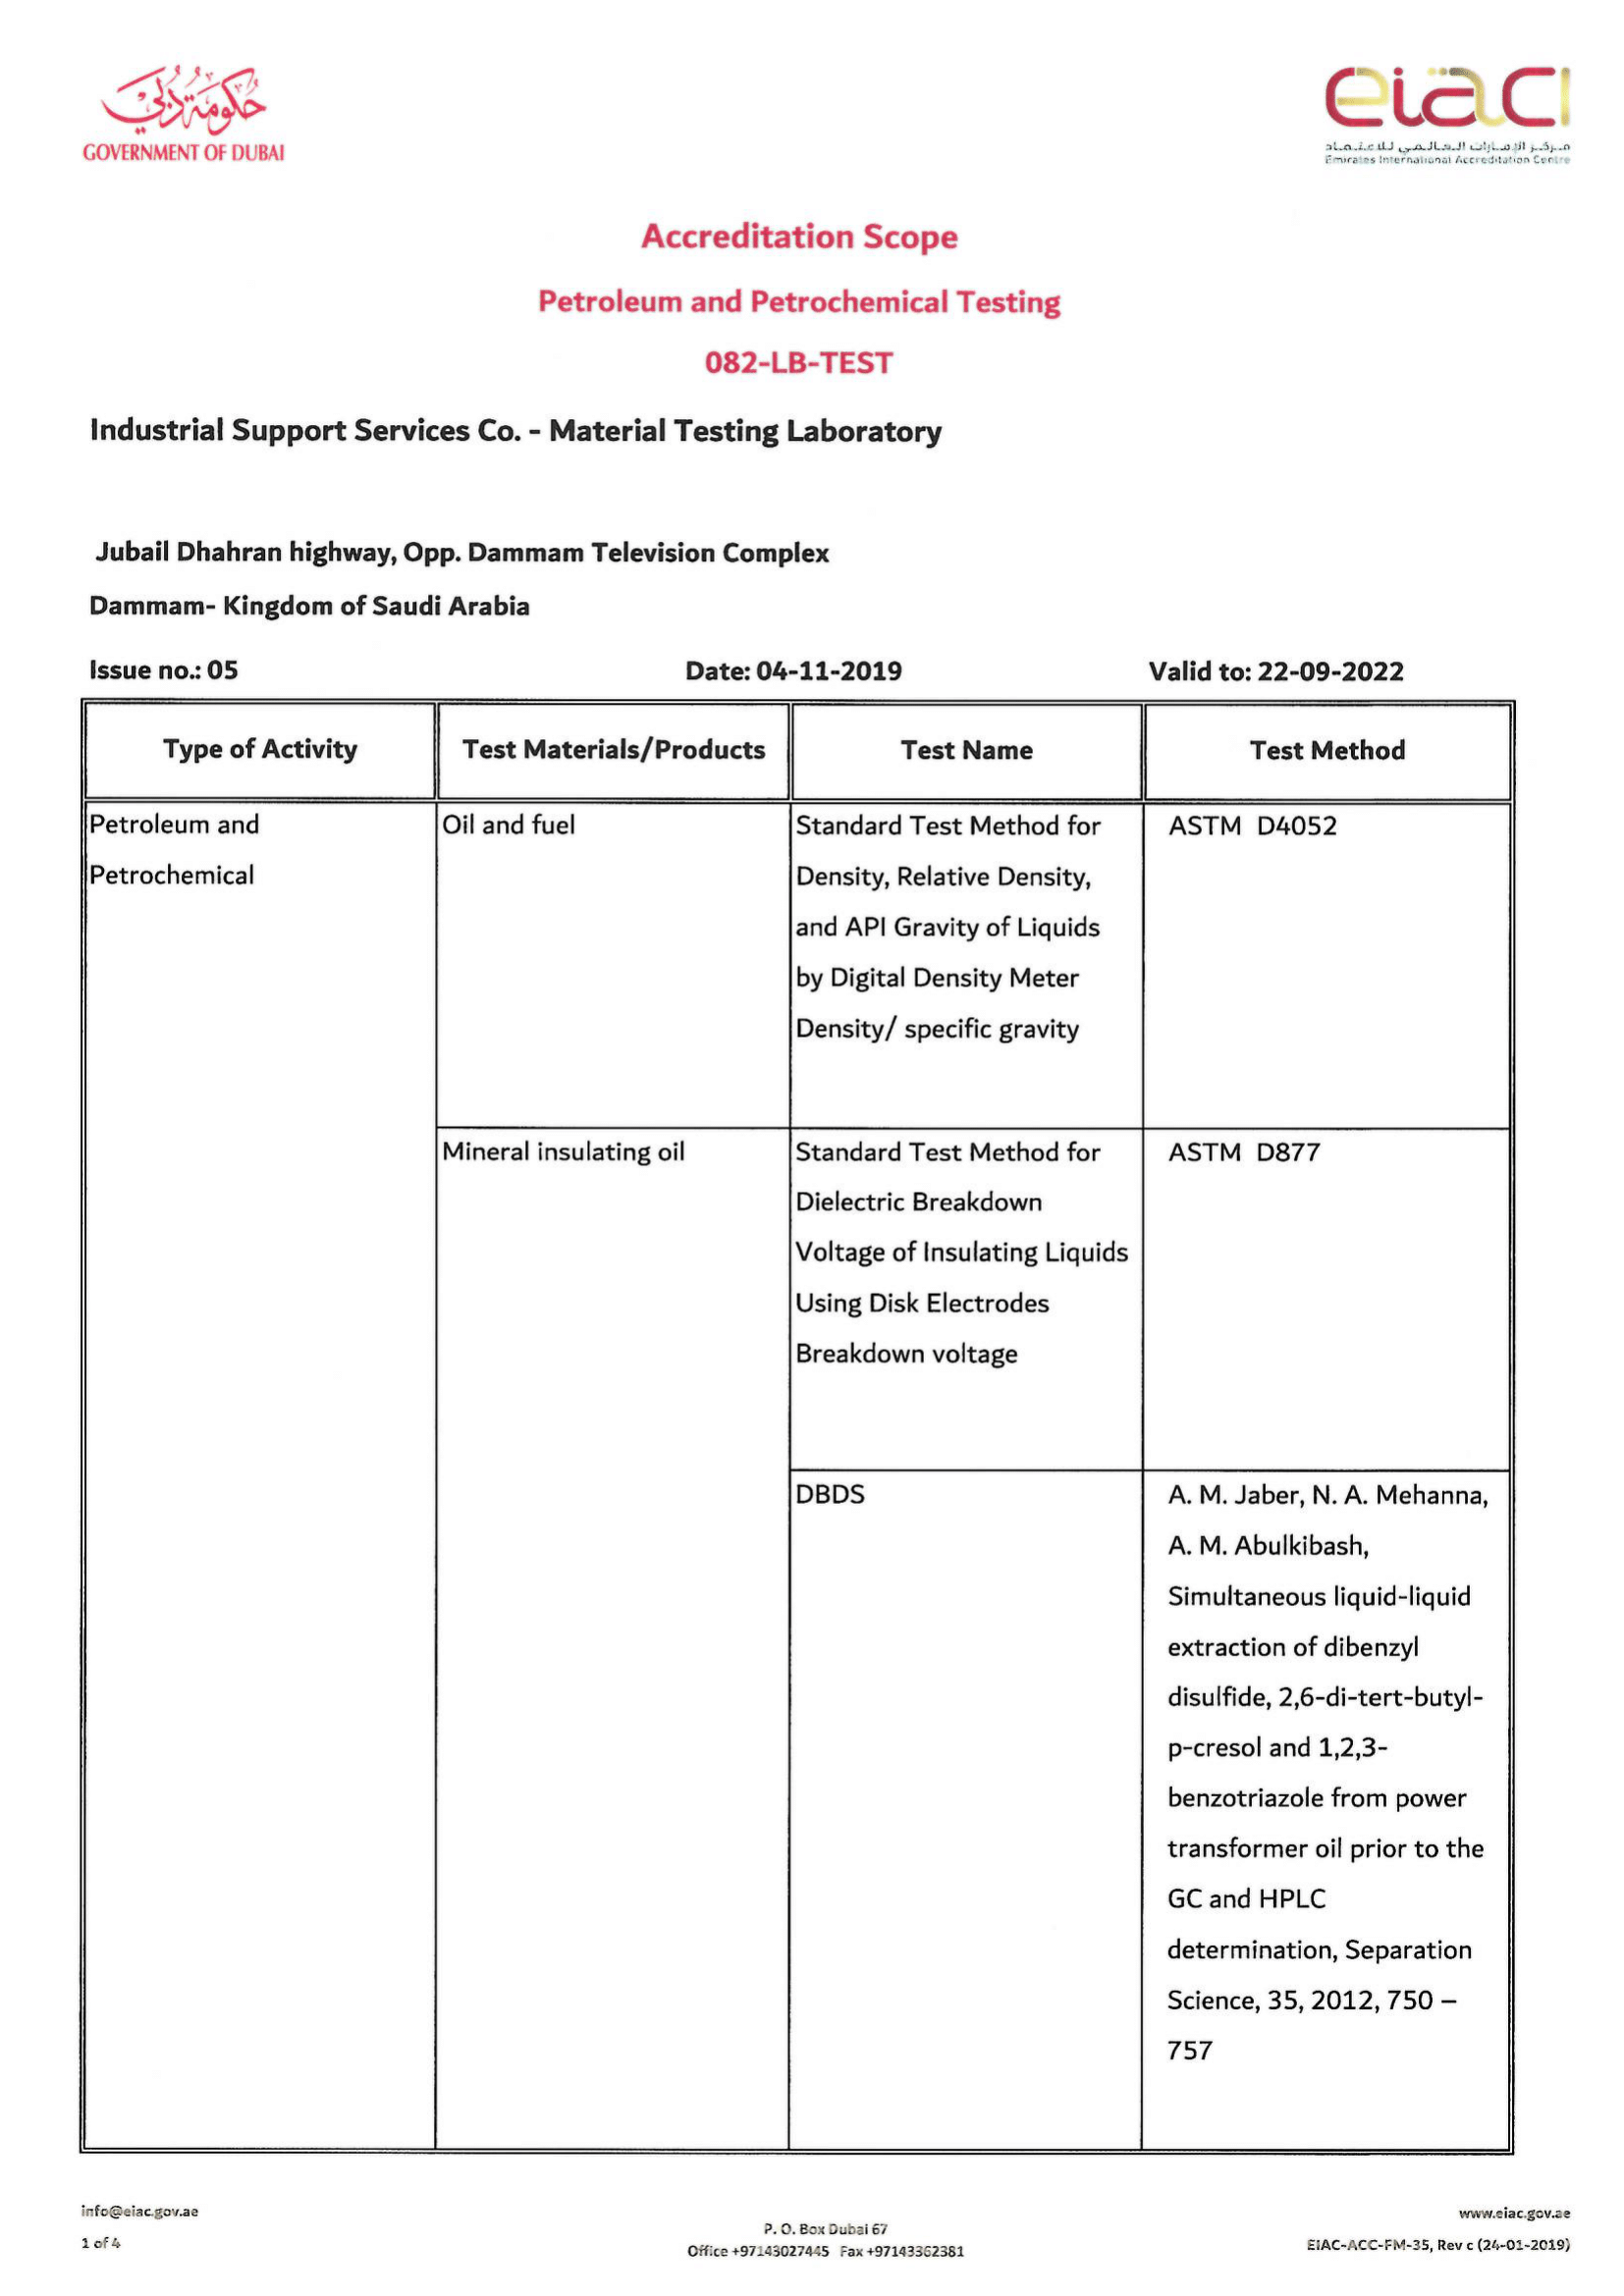 حكومة دبي
GOVERNMENT OF DUBAI
eiac
مركز الإمارات العالمي للاعتماد
Emirates International Accreditation Centre
Accreditation Scope
Petroleum and Petrochemical Testing
082-LB-TEST
Industrial Support Services Co. - Material Testing Laboratory
Jubail Dhahran highway, Opp. Dammam Television Complex
Dammam- Kingdom of Saudi Arabia
Issue no.: 05 Date: 04-11-2019 Valid to: 22-09-2022
Type of Activity Test Materials/Products Test Name Test Method
Petroleum and
Petrochemical
Oil and fuel
Standard Test Method for
Density, Relative Density,
and API Gravity of Liquids
by Digital Density Meter
Density/ specific gravity
ASTM D4052
Mineral insulating oil
Standard Test Method for
Dielectric Breakdown
Voltage of Insulating Liquids
Using Disk Electrodes
Breakdown voltage
ASTM D877
DBDS
A. M. Jaber, N. A. Mehanna,
A. M. Abulkibash,
Simultaneous liquid-liquid
extraction of dibenzyl
disulfide, 2,6-di-tert-butyl-
p-cresol and 1,2,3-
benzotriazole from power
transformer oil prior to the
GC and HPLC
determination, Separation
Science, 35, 2012, 750 –
757
info@eiac.gov.ae
1 of 4
P. O. Box Dubai 67
Office +97143027445 Fax +97143362381
www.eiac.gov.ae
EIAC-ACC-FM-35, Rev c (24-01-2019)